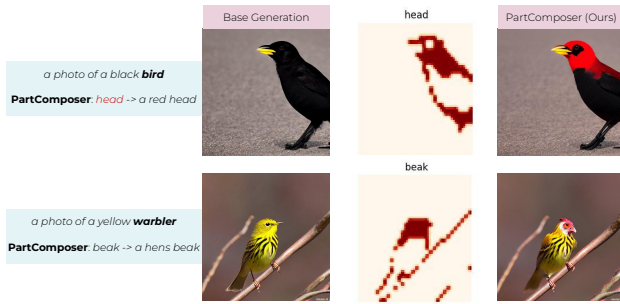 Base Generation
head
PartComposer (Ours)
a photo of a black bird
PartComposer: head -> a red head
beak
a photo of a yellow warbler
PartComposer: beak -> a hens beak